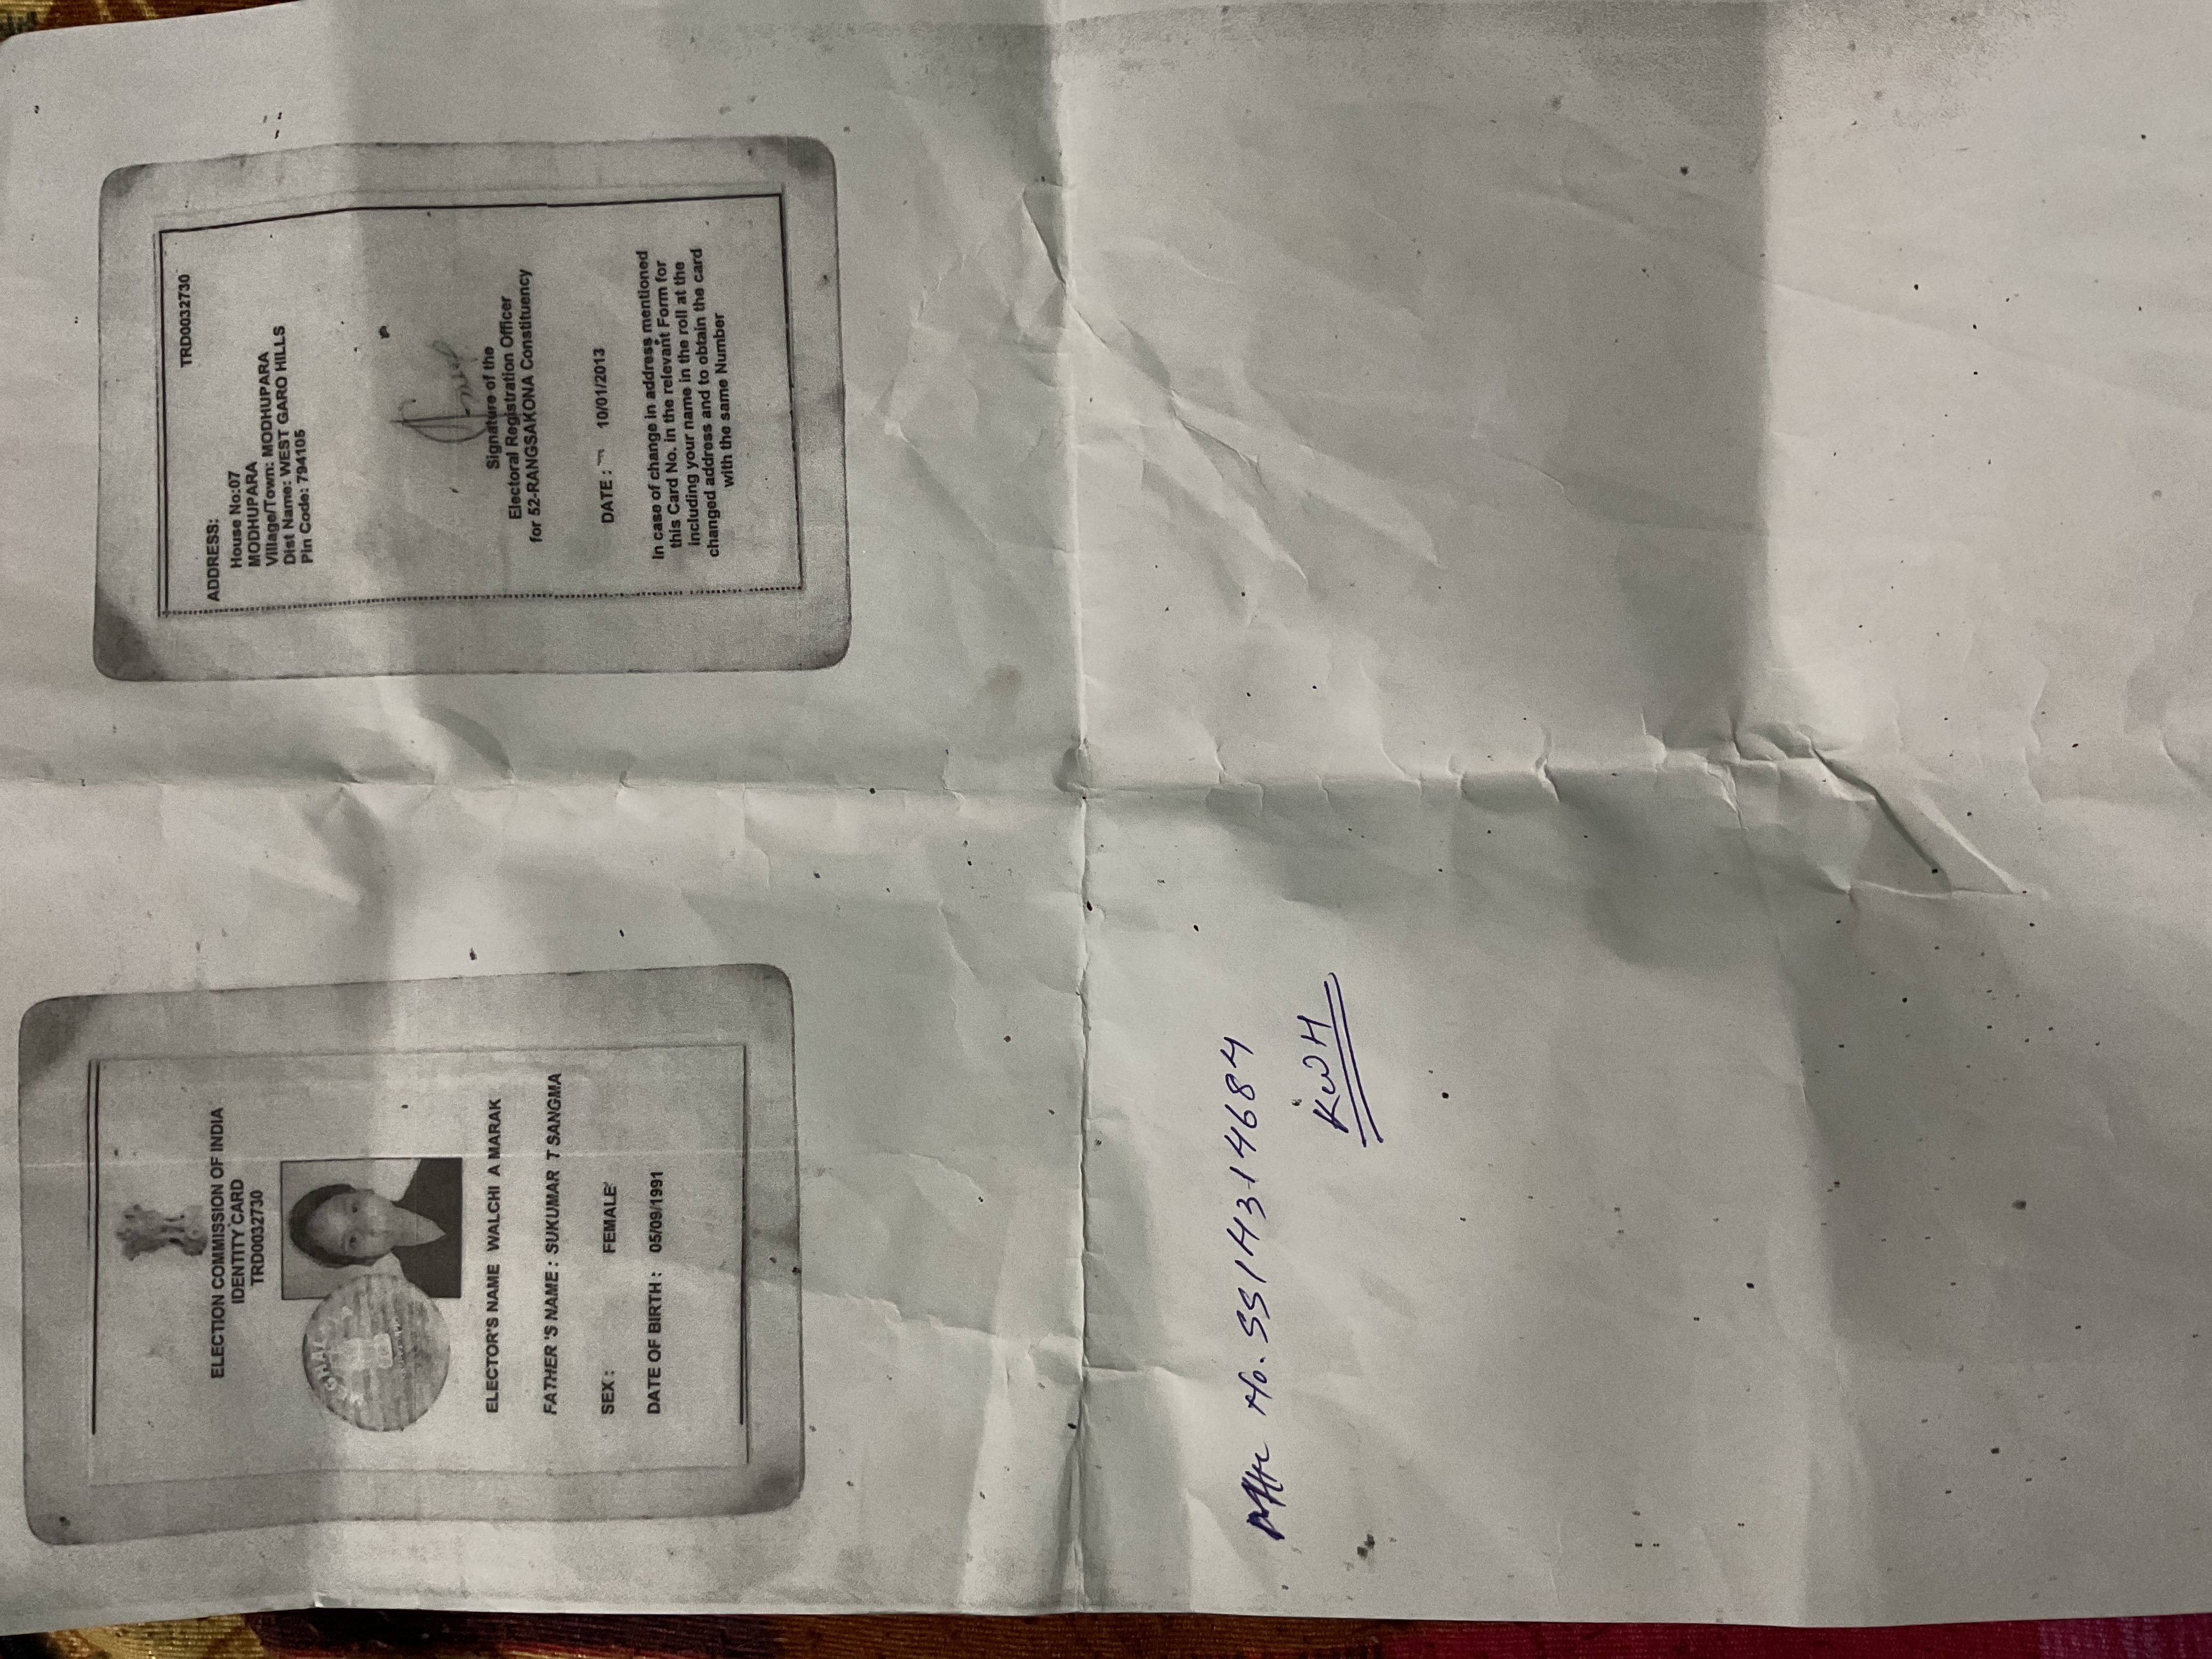 ELECTION COMMISSION OF INDIA
IDENTITY CARD
TRD0032730
ELECTOR'S NAME WALCHI A MARAK
FATHER'S NAME : SUKUMAR T SANGMA
SEX : FEMALE
DATE OF BIRTH : 05/09/1991
TRD0032730
ADDRESS:
House No:07
MODHUPARA
Village/Town: MODHUPARA
Dist Name: WEST GARO HILLS
Pin Code: 794105
Signature of the
Electoral Registration Officer
for 52-RANGSAKONA Constituency
DATE : 10/01/2013
In case of change in address mentioned
this Card No. in the relevant Form for
including your name in the roll at the
changed address and to obtain the card
with the same Number
No.
KWH